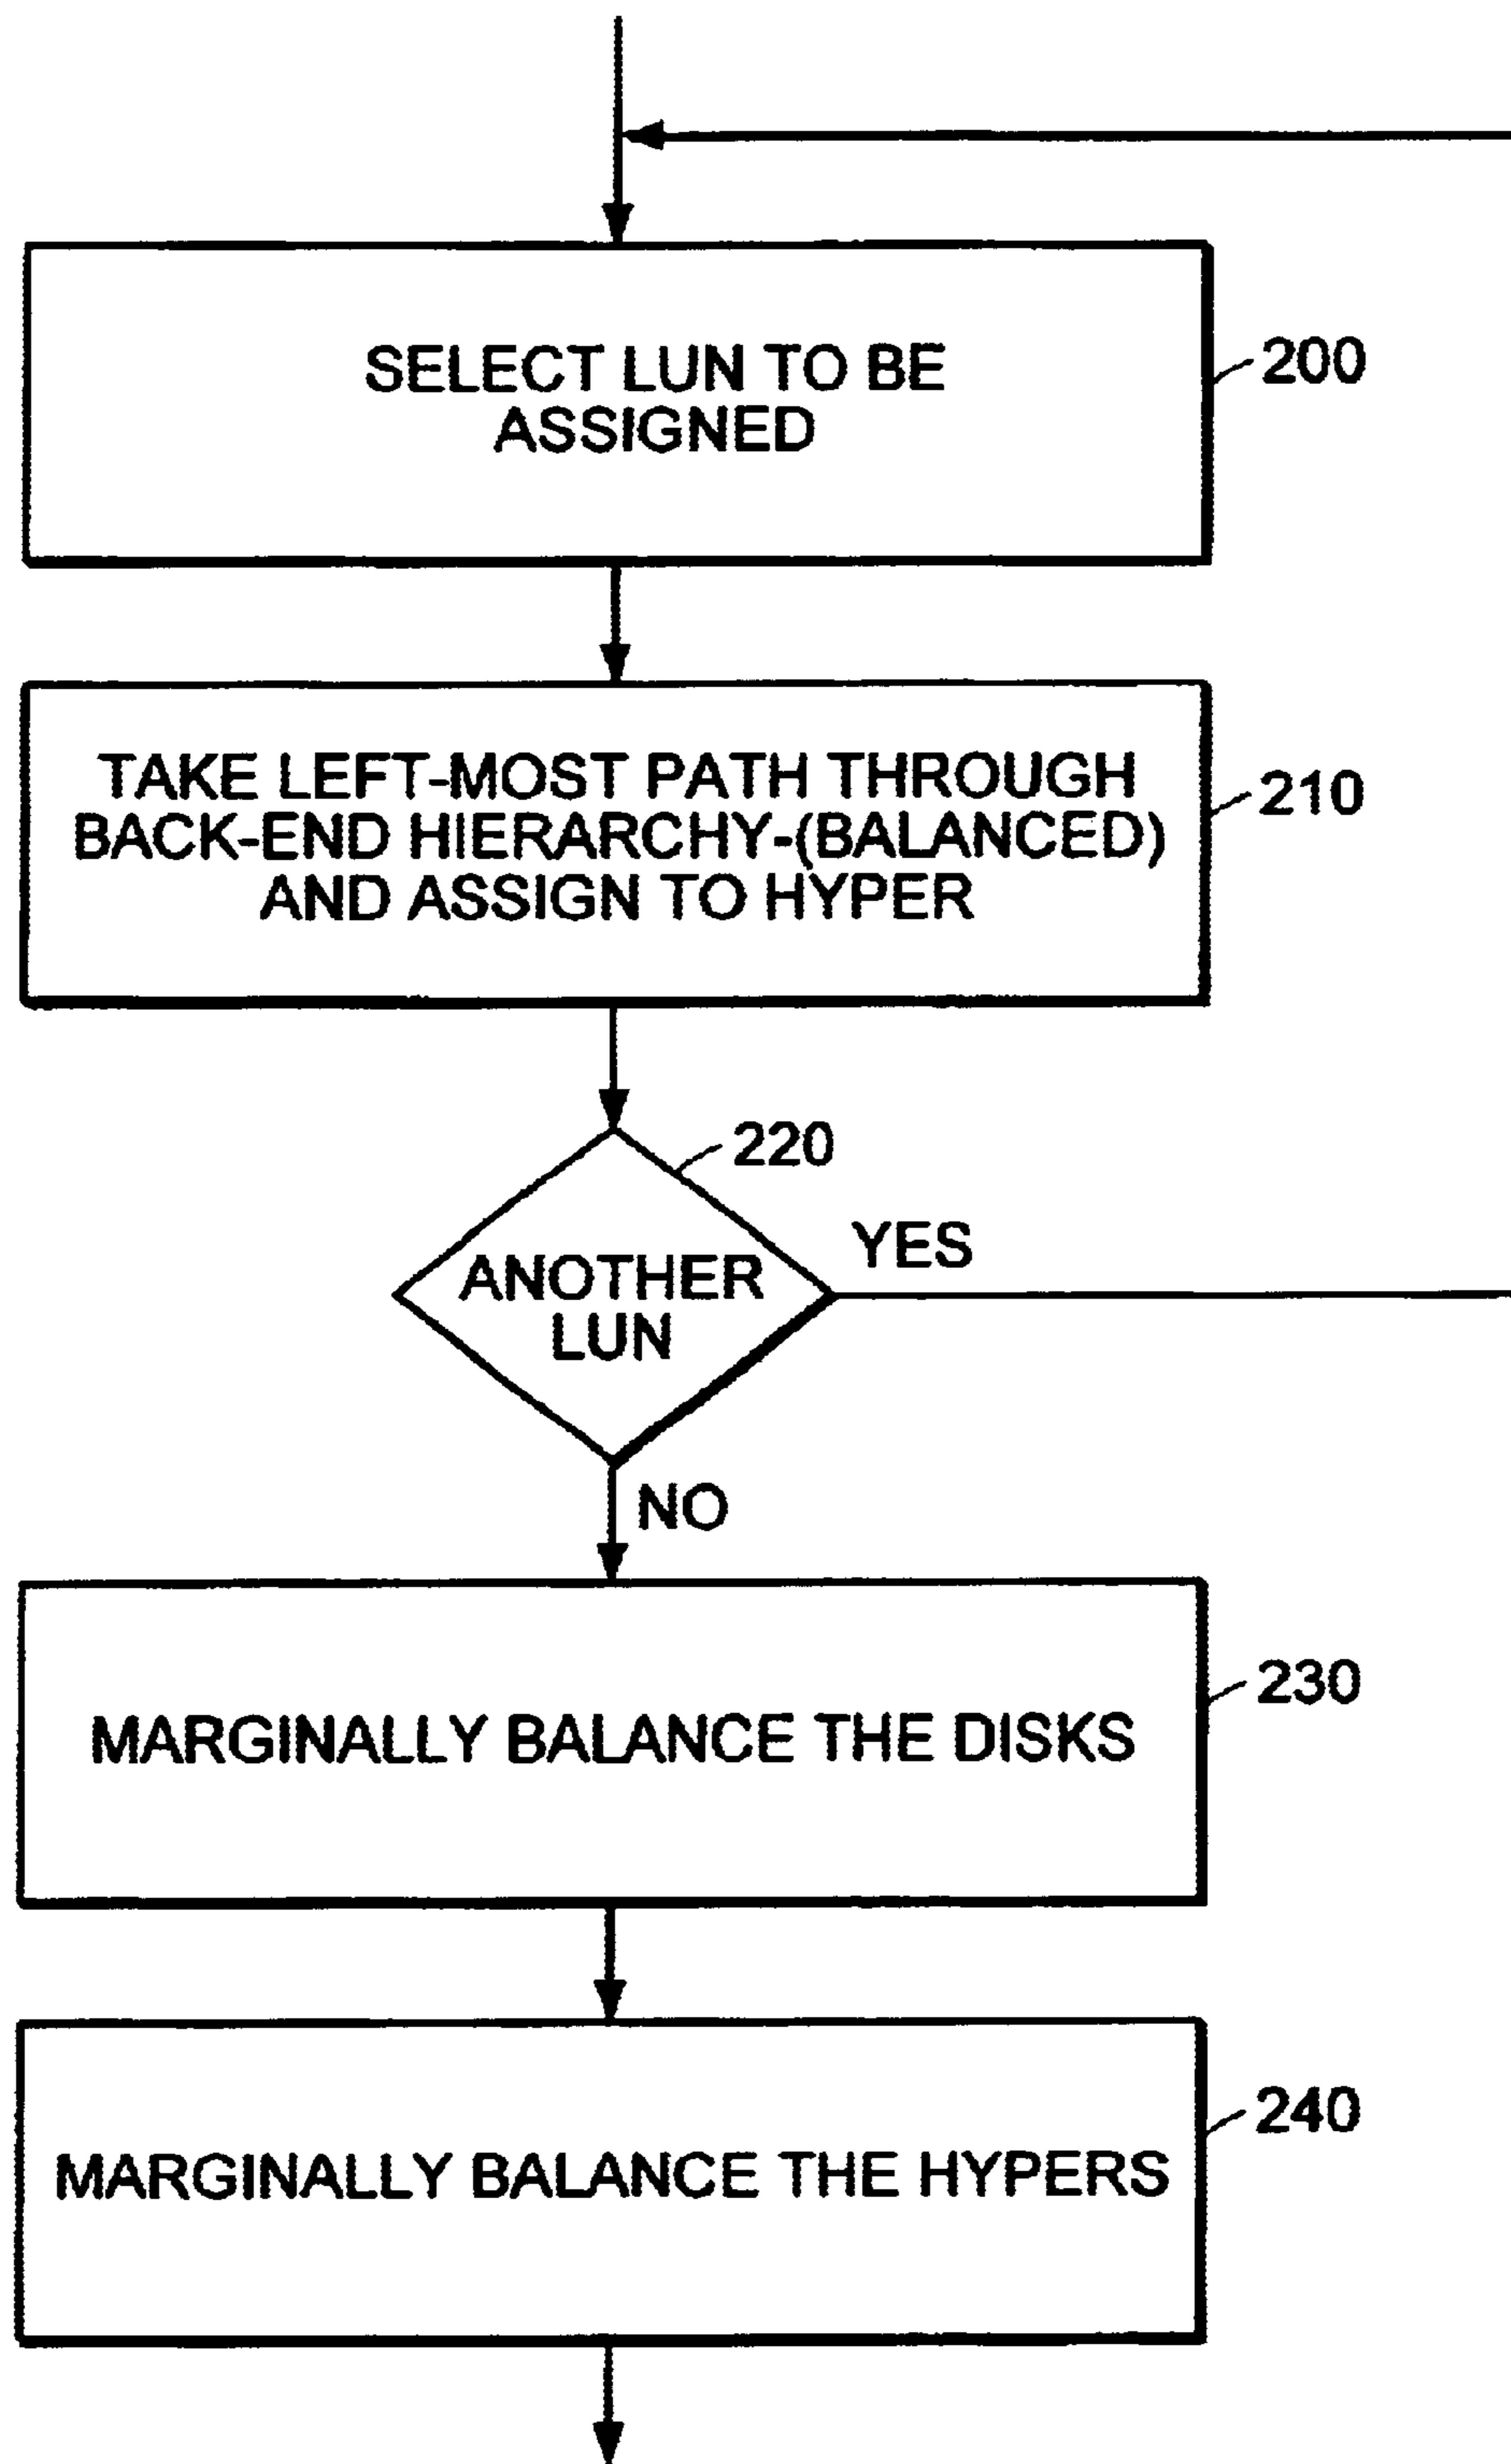 SELECT LUN TO BE
ASSIGNED
200
TAKE LEFT-MOST PATH THROUGH
BACK-END HIERARCHY-(BALANCED)
AND ASSIGN TO HYPER
210
220
ANOTHER
LUN
YES
NO
MARGINALLY BALANCE THE DISKS
230
MARGINALLY BALANCE THE HYPERS
240